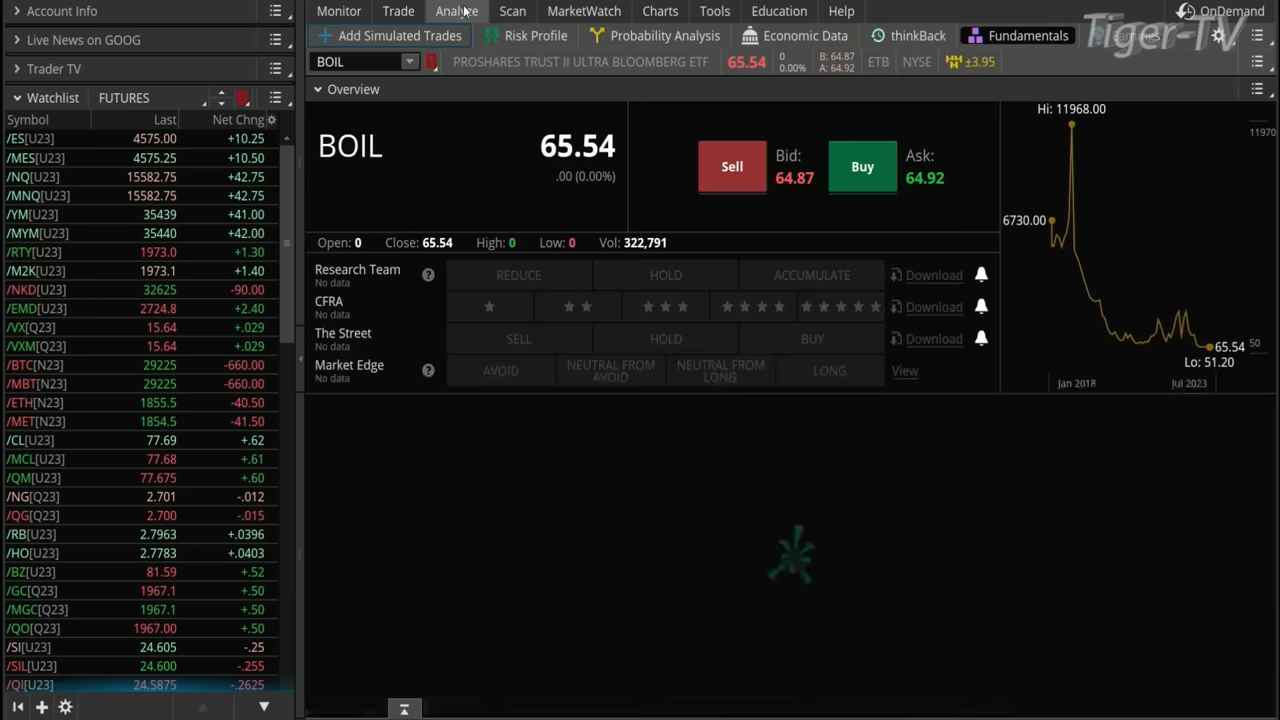 Account Info
Live News on GOOG
Trader TV
Watchlist FUTURES
Symbol Last Net Chng
/ES[U23] 4575.00 +10.25
/MES[U23] 4575.25 +10.50
/NQ[U23] 15582.75 +42.75
/MNQ[U23] 15582.75 +42.75
/YM[U23] 35439 +41.00
/MYM[U23] 35440 +42.00
/RTY[U23] 1973.0 +1.30
/M2K[U23] 1973.1 +1.40
/NKD[U23] 32625 -90.00
/EMD[U23] 2724.8 +2.40
/VX[Q23] 15.64 +.029
/VXM[Q23] 15.64 +.029
/BTC[N23] 29225 -660.00
/MBT[N23] 29225 -660.00
/ETH[N23] 1855.5 -40.50
/MET[N23] 1854.5 -41.50
/CL[U23] 77.69 +.62
/MCL[U23] 77.68 +.61
/QM[U23] 77.675 +.60
/NG[Q23] 2.701 -.012
/QG[Q23] 2.700 -.015
/RB[U23] 2.7963 +.0396
/HO[U23] 2.7783 +.0403
/BZ[U23] 81.59 +.52
/GC[Q23] 1967.1 +.50
/MGC[Q23] 1967.1 +.50
/QO[Q23] 1967.00 +.50
/SI[U23] 24.605 -.25
/SIL[U23] 24.600 -.255
/QI[U23] 24.5875 -.2625
Monitor Trade Analyze Scan MarketWatch Charts Tools Education Help OnDemand
Tiger-TV
Add Simulated Trades Risk Profile Probability Analysis Economic Data thinkBack Fundamentals
BOIL PROSHARES TRUST II ULTRA BLOOMBERG ETF 65.54 0 0.00% B: 64.87 A: 64.92 ETB NYSE ±3.95
Overview
BOIL 65.54
.00 (0.00%)
Sell Bid: 64.87 Buy Ask: 64.92
Open: 0 Close: 65.54 High: 0 Low: 0 Vol: 322,791
Research Team No data REDUCE HOLD ACCUMULATE Download
CFRA No data Download
The Street No data SELL HOLD BUY Download
Market Edge No data AVOID NEUTRAL FROM AVOID NEUTRAL FROM LONG LONG View
Hi: 11968.00
11970
6730.00
65.54 50
Lo: 51.20
Jan 2018 Jul 2023